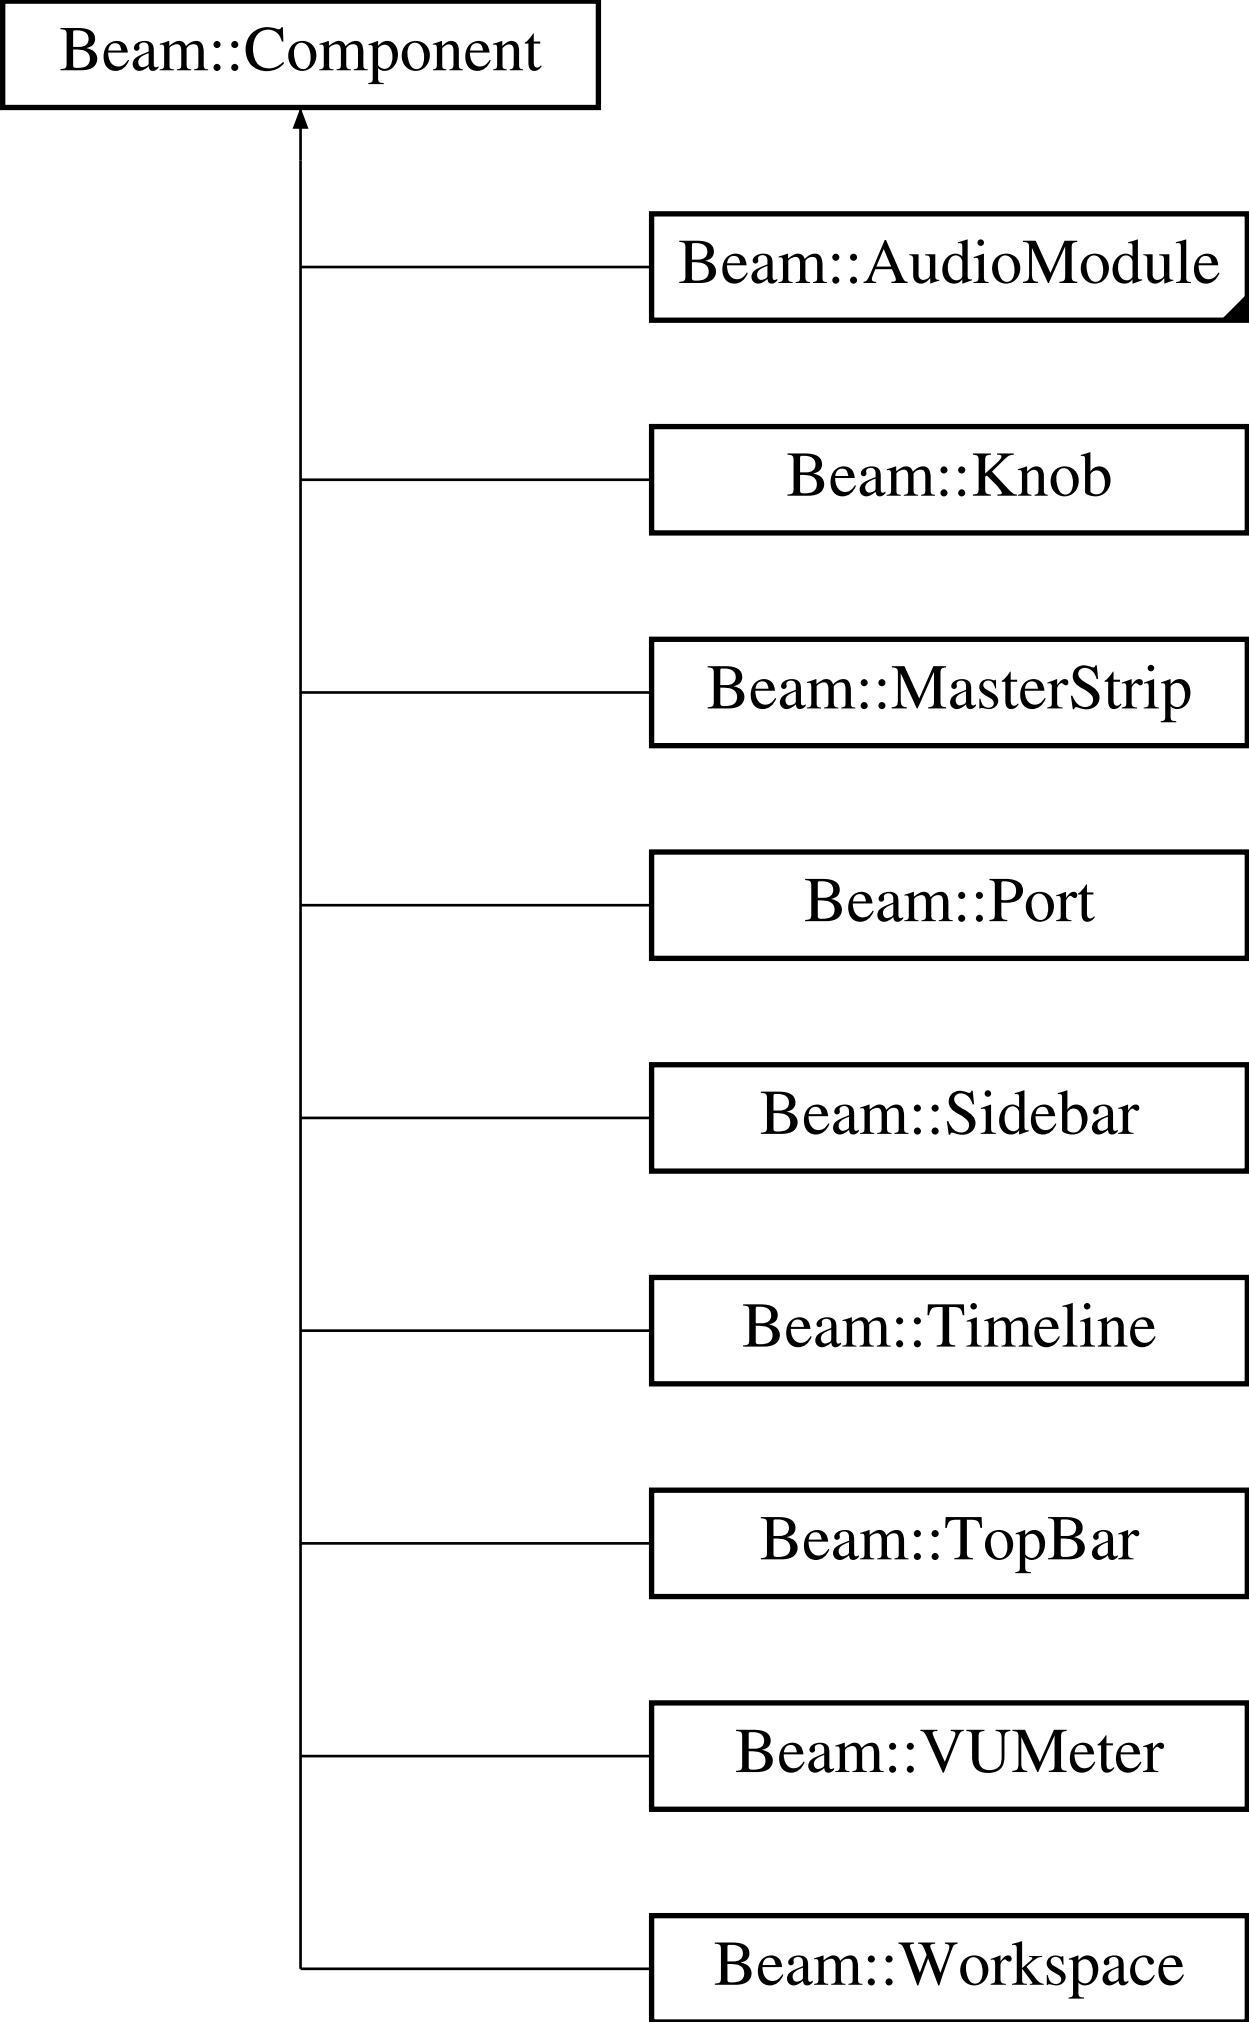 Beam::Component
Beam::AudioModule
Beam::Knob
Beam::MasterStrip
Beam::Port
Beam::Sidebar
Beam::Timeline
Beam::TopBar
Beam::VUMeter
Beam::Workspace